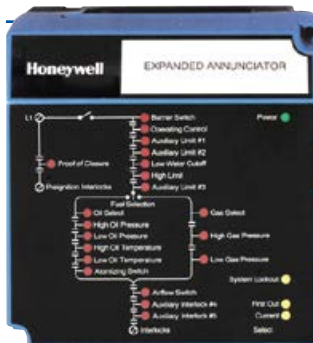 Honeywell
EXPANDED ANNUNCIATOR
L1
Burner Switch
Power
Operating Control
Auxiliary Limit #1
Auxiliary Limit #2
Proof of Closure
Low Water Cutoff
High Limit
Preignition Interlocks
Auxiliary Limit #3
Fuel Selection
Oil Select
Gas Select
High Oil Pressure
Low Oil Pressure
High Gas Pressure
High Oil Temperature
Low Oil Temperature
Low Gas Pressure
Atomizing Switch
System Lockout
Airflow Switch
Auxiliary Interlock #4
First Out
Auxiliary Interlock #5
Current
Interlocks
Select